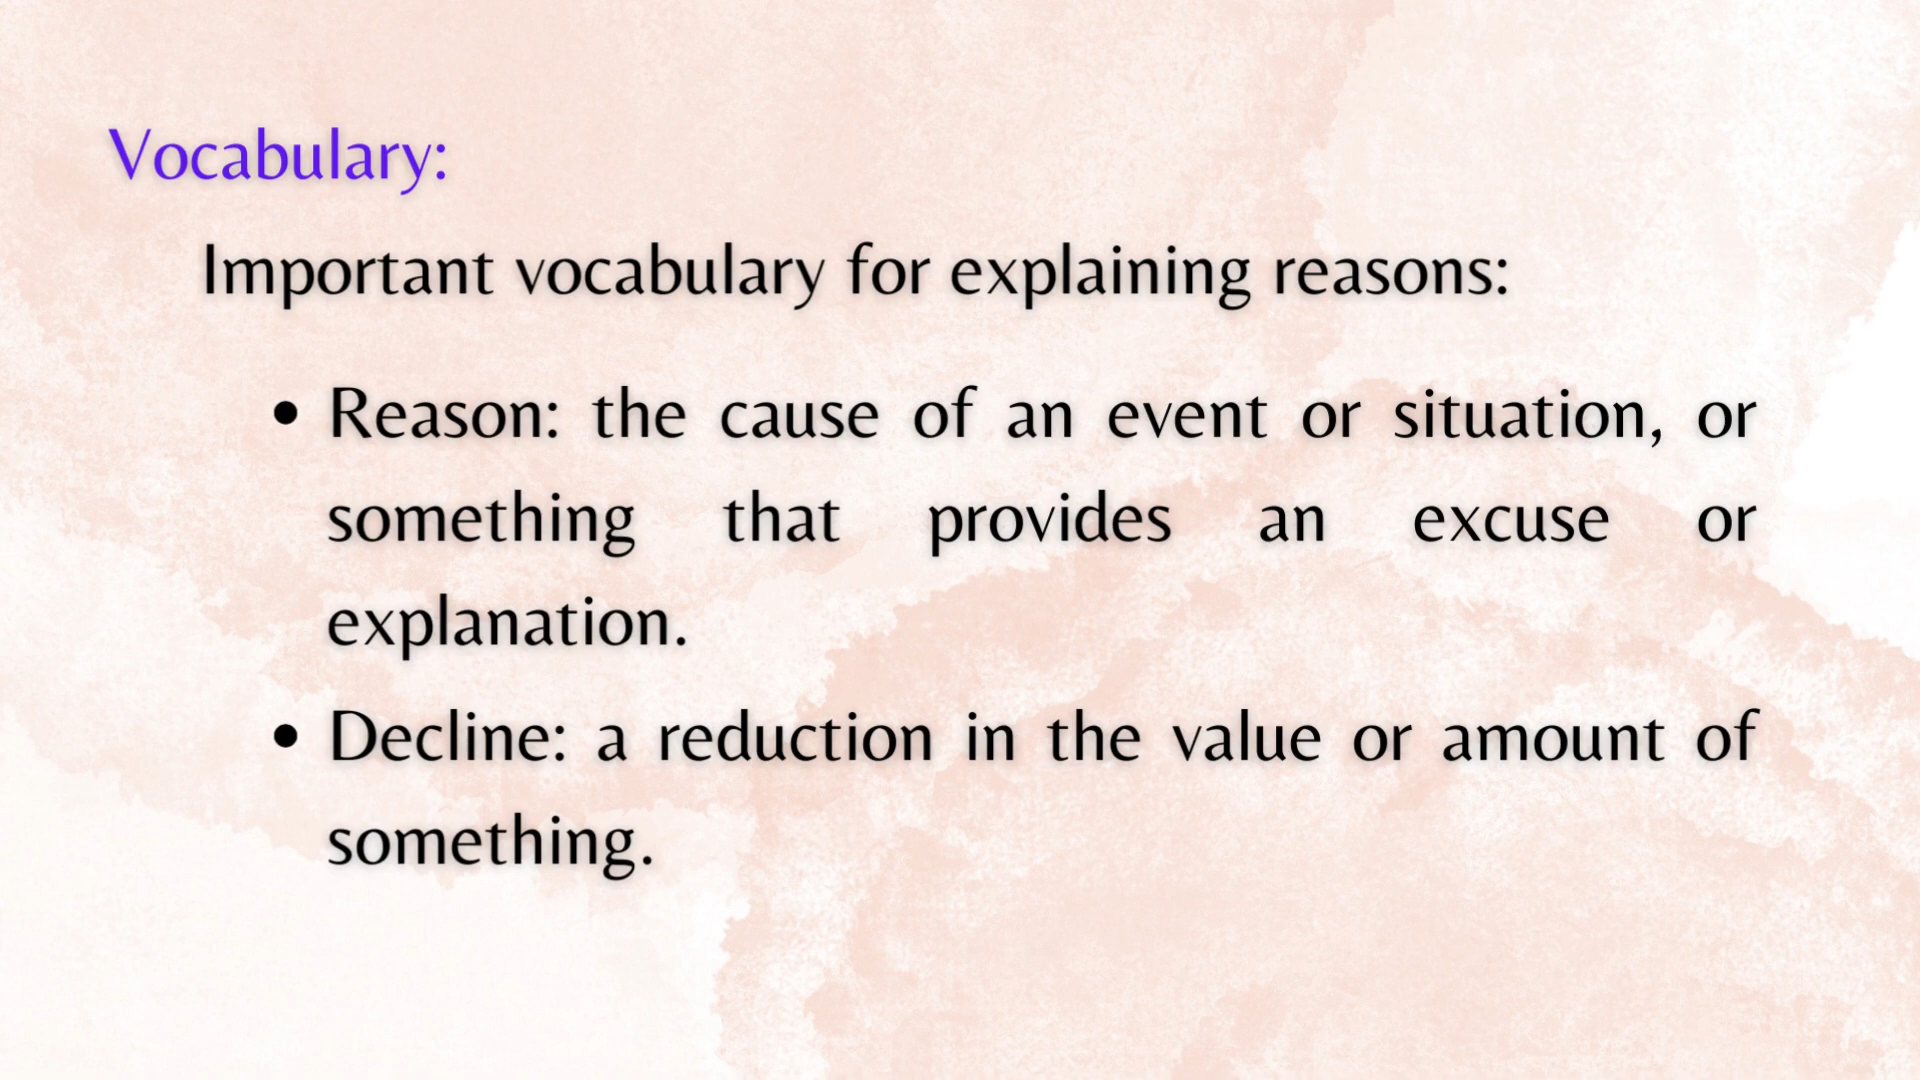 Vocabulary:
Important vocabulary for explaining reasons:
• Reason: the cause of an event or situation, or
something that provides an excuse or
explanation.
• Decline: a reduction in the value or amount of
something.